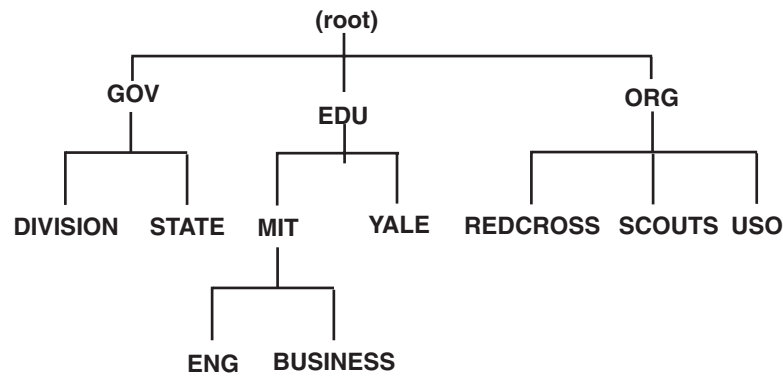 (root)
GOV
EDU
ORG
DIVISION STATE MIT YALE REDCROSS SCOUTS USO
ENG BUSINESS